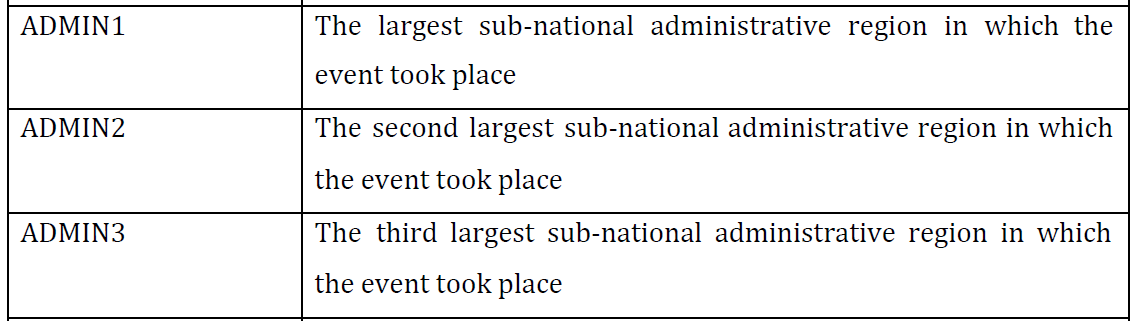 ADMIN1
The largest sub-national administrative region in which the
event took place
ADMIN2
The second largest sub-national administrative region in which
the event took place
ADMIN3
The third largest sub-national administrative region in which
the event took place